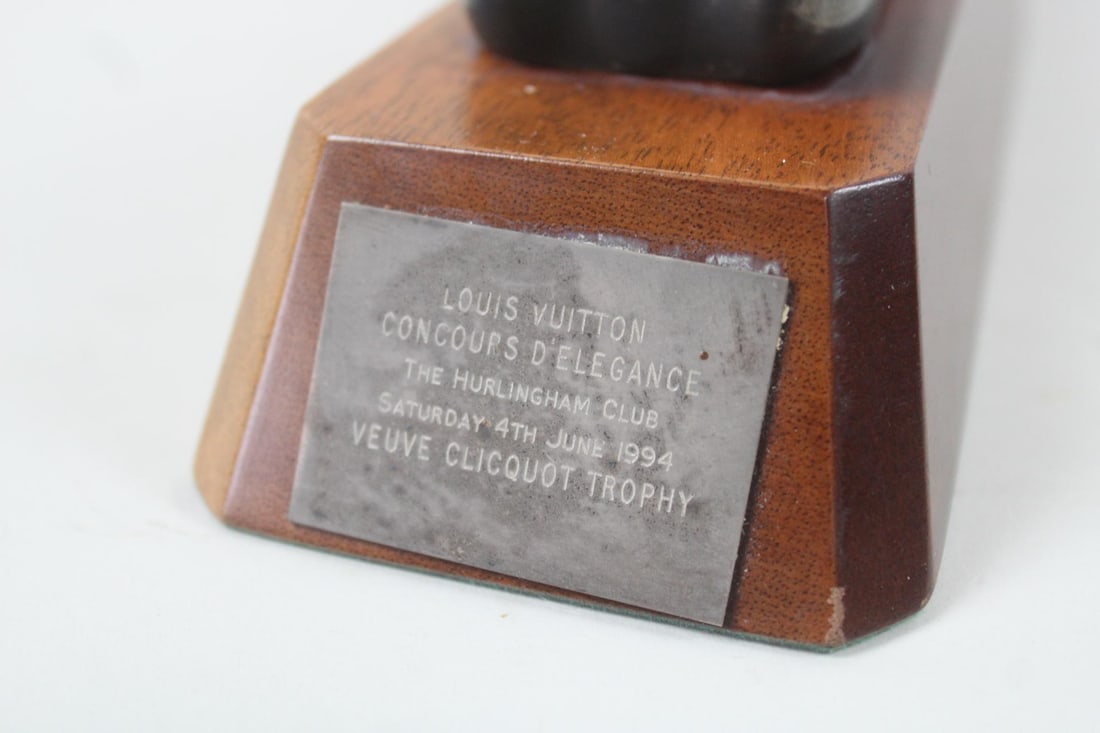 LOUIS VUITTON
CONCOURS D'ELEGANCE
THE HURLINGHAM CLUB
SATURDAY 4TH JUNE 1994
VEUVE CLICQUOT TROPHY